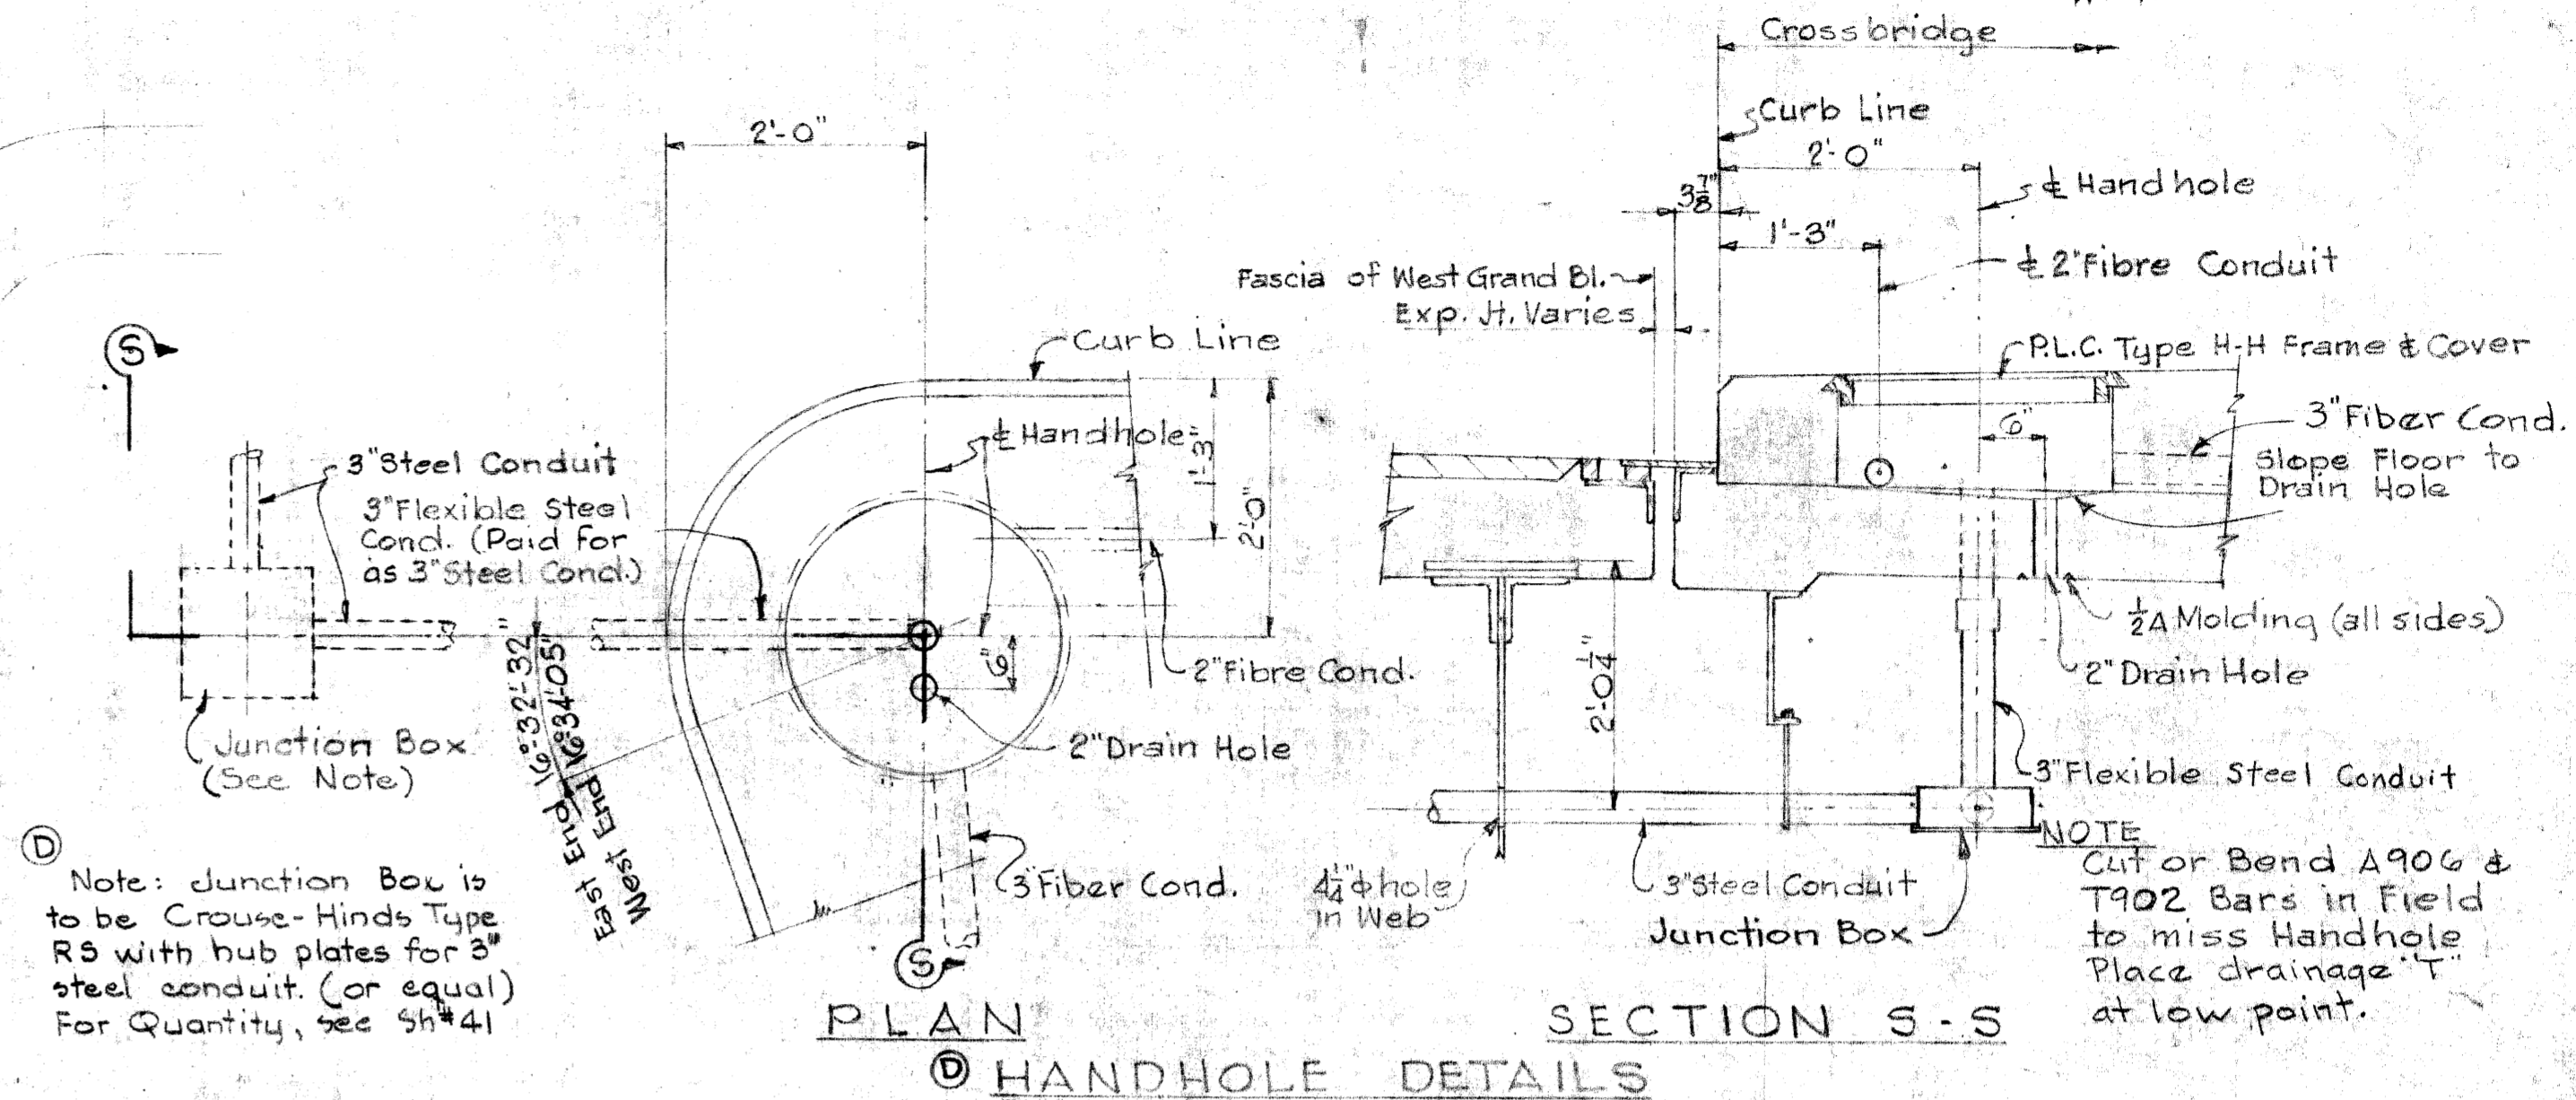 Crossbridge
Curb Line
2'-0"
2'-0"
℄ Handhole
3 7/8"
1'-3"
℄ 2"Fibre Conduit
Fascia of West Grand Bl.
Exp. Jt. Varies
S
Curb Line
P.L.C. Type H-H Frame & Cover
℄ Handhole
1'-3"
2'-0"
6"
3"Fiber Cond.
Slope Floor to
Drain Hole
3"Steel Conduit
3"Flexible Steel
Cond. (Paid for
as 3"Steel Cond.)
½ Δ Molding (all sides)
6"
2"Fibre Cond.
2'-0¼"
2"Drain Hole
East End 16°-32'-32"
West End 16°-34'-05"
Junction Box
(See Note)
2"Drain Hole
3"Flexible Steel Conduit
D
Note: Junction Box is
to be Crouse-Hinds Type
RS with hub plates for 3"
steel conduit. (or equal)
For Quantity, see Sh#41
3"Fiber Cond.
4¼"ϕ hole
in Web
3"Steel Conduit
Junction Box
NOTE
Cut or Bend A906 &
T902 Bars in Field
to miss Handhole
Place drainage "T"
at low point.
S
PLAN
SECTION S-S
D HANDHOLE DETAILS